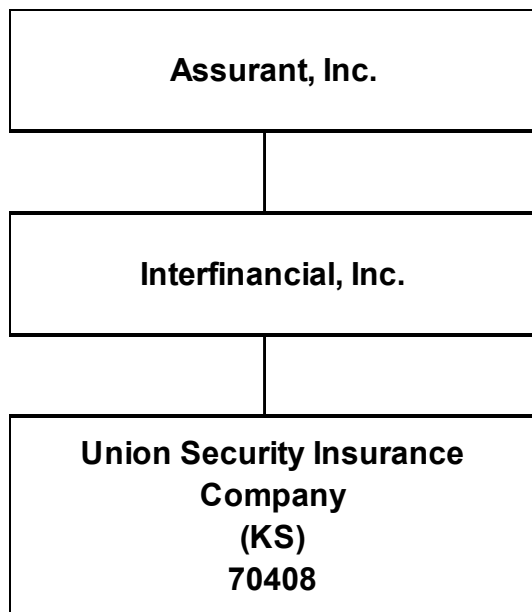 Assurant, Inc.
Interfinancial, Inc.
Union Security Insurance
Company
(KS)
70408